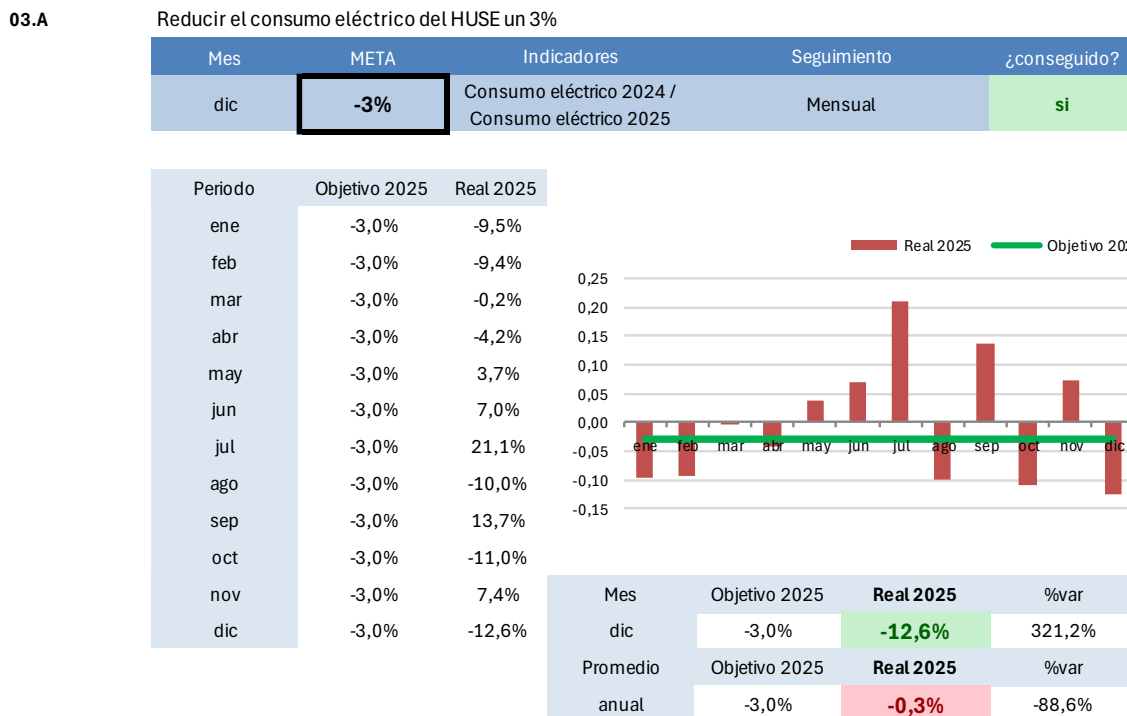 03.A Reducir el consumo eléctrico del HUSE un 3%
Mes META Indicadores Seguimiento ¿conseguido?
dic -3% Consumo eléctrico 2024 / Mensual si
Consumo eléctrico 2025
Periodo Objetivo 2025 Real 2025
ene -3,0% -9,5%
feb -3,0% -9,4%
mar -3,0% -0,2%
abr -3,0% -4,2%
may -3,0% 3,7%
jun -3,0% 7,0%
jul -3,0% 21,1%
ago -3,0% -10,0%
sep -3,0% 13,7%
oct -3,0% -11,0%
nov -3,0% 7,4%
dic -3,0% -12,6%
Real 2025 Objetivo 202
0,25
0,20
0,15
0,10
0,05
0,00
-0,05
-0,10
-0,15
ene feb mar abr may jun jul ago sep oct nov dic
Mes Objetivo 2025 Real 2025 %var
dic -3,0% -12,6% 321,2%
Promedio Objetivo 2025 Real 2025 %var
anual -3,0% -0,3% -88,6%